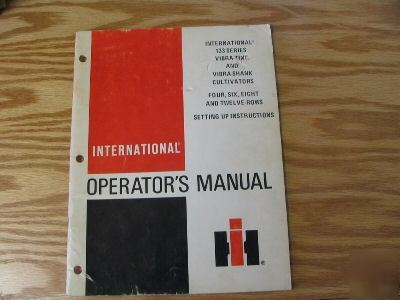 INTERNATIONAL®
133 SERIES
VIBRA-TINE
AND
VIBRA-SHANK
CULTIVATORS
FOUR, SIX, EIGHT
AND TWELVE-ROWS
SETTING UP INSTRUCTIONS
INTERNATIONAL®
OPERATOR'S MANUAL
IH®